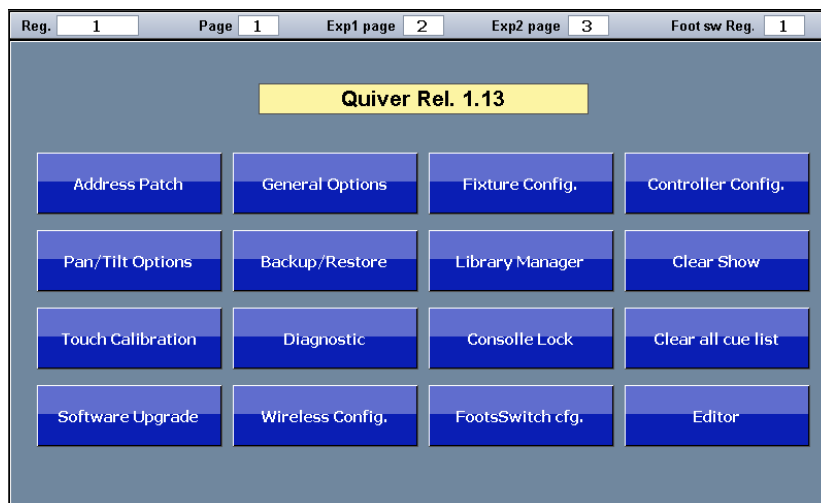 Reg. 1 Page 1 Exp1 page 2 Exp2 page 3 Foot sw Reg. 1
Quiver Rel. 1.13
Address Patch General Options Fixture Config. Controller Config.
Pan/Tilt Options Backup/Restore Library Manager Clear Show
Touch Calibration Diagnostic Consolle Lock Clear all cue list
Software Upgrade Wireless Config. FootsSwitch cfg. Editor